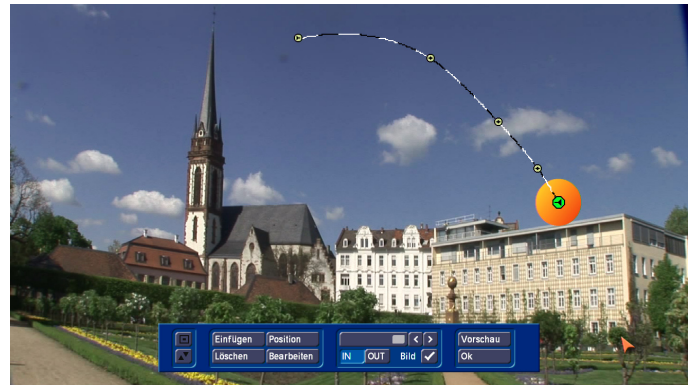 Einfügen Position Vorschau
Löschen Bearbeiten IN OUT Bild Ok